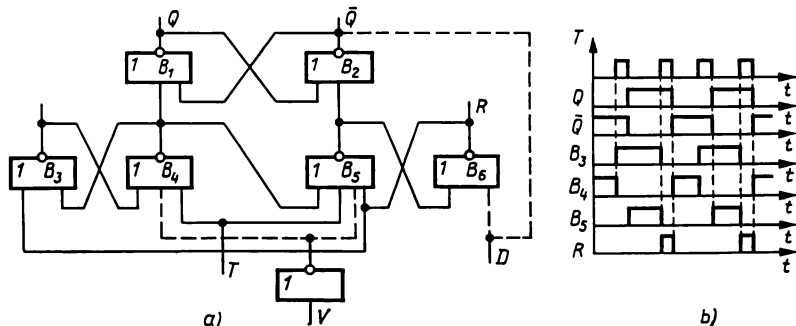 Q Q̄
1 B₁ 1 B₂
R
1 B₃ 1 B₄ 1 B₅ 1 B₆
T D
1
V
a)
T
t
Q
t
Q̄
t
B₃
t
B₄
t
B₅
t
R
t
b)